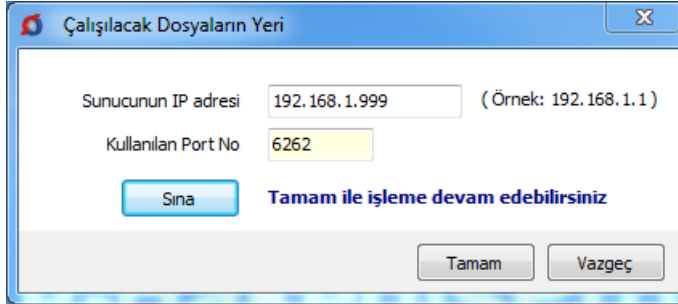 Çalışılacak Dosyaların Yeri
Sunucunun IP adresi 192.168.1.999 ( Örnek: 192.168.1.1 )
Kullanılan Port No 6262
Sına Tamam ile işleme devam edebilirsiniz
Tamam Vazgeç